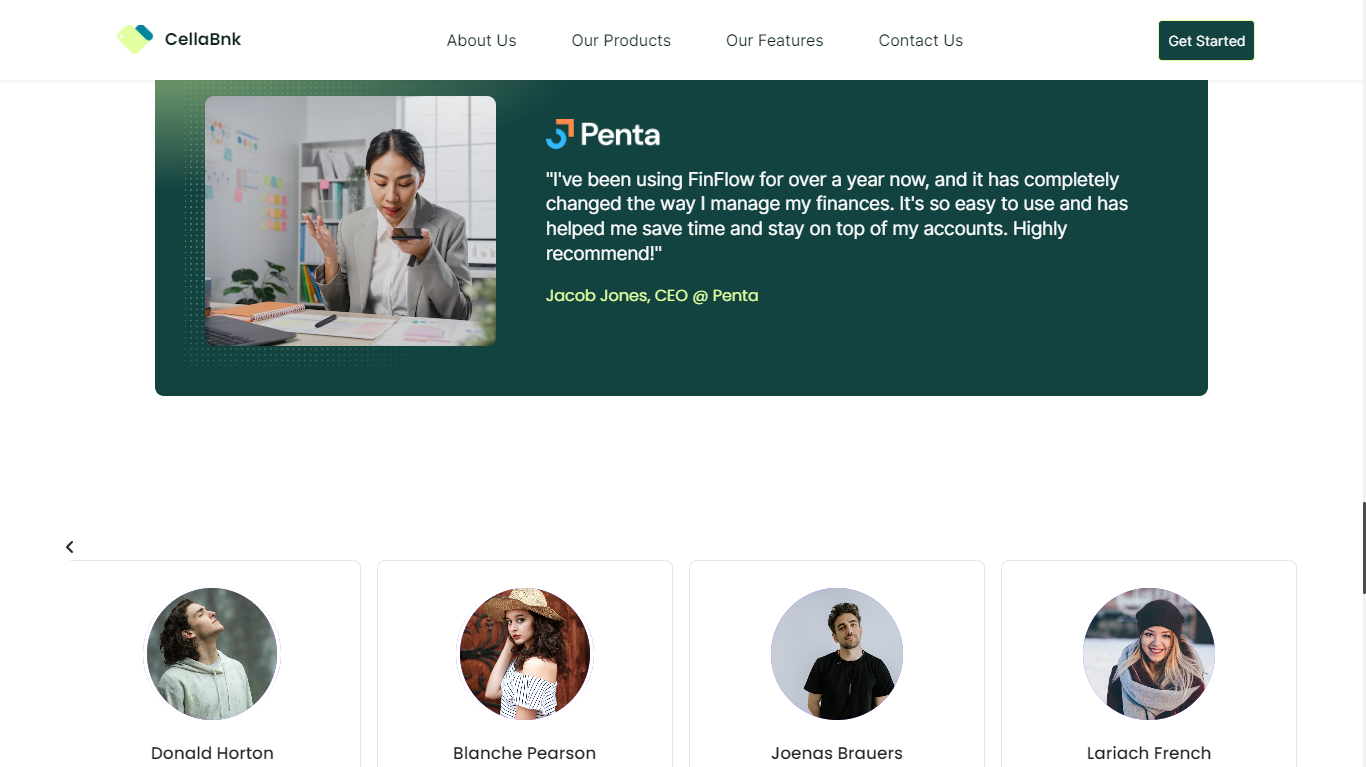 CellaBnk
About Us
Our Products
Our Features
Contact Us
Get Started
Penta
"I've been using FinFlow for over a year now, and it has completely
changed the way I manage my finances. It's so easy to use and has
helped me save time and stay on top of my accounts. Highly
recommend!"
Jacob Jones, CEO @ Penta
Donald Horton
Blanche Pearson
Joenas Brauers
Lariach French